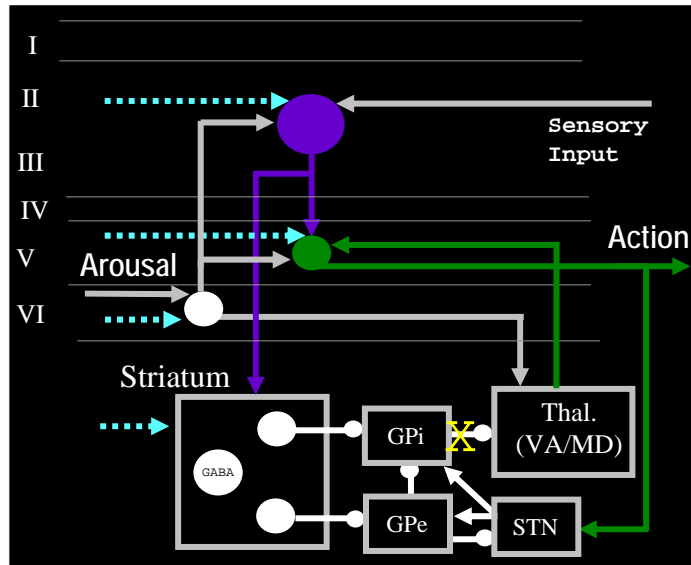 I
II
Sensory
Input
III
IV
V
Action
Arousal
VI
Striatum
Thal.
(VA/MD)
GPi
X
GABA
GPe
STN